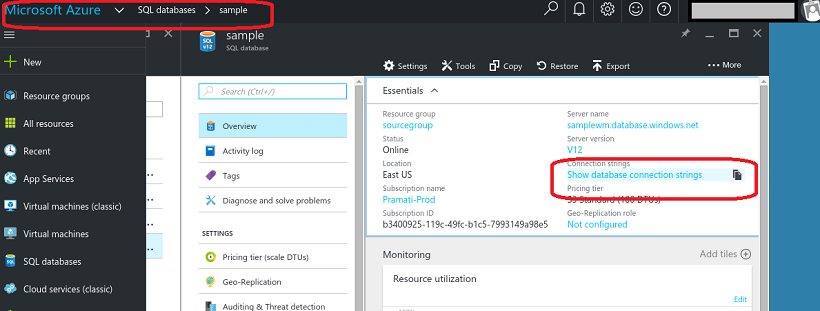 Microsoft Azure SQL databases > sample
New
Resource groups
All resources
Recent
App Services
Virtual machines (classic)
Virtual machines
SQL databases
Cloud services (classic)
sample
SQL database
SQL
v12
Settings
Tools
Copy
Restore
Export
••• More
Search (Ctrl+/)
Overview
Activity log
Tags
Diagnose and solve problems
SETTINGS
Pricing tier (scale DTUs)
Geo-Replication
Auditing & Threat detection
Essentials
Resource group
sourcegroup
Status
Online
Location
East US
Subscription name
Pramati-Prod
Subscription ID
b3400925-119c-49fc-b1c5-7993149a98e5
Server name
samplewm.database.windows.net
Server version
V12
Connection strings
Show database connection strings
Pricing tier
S3 Standard (100 DTUs)
Geo-Replication role
Not configured
Monitoring
Add tiles
Resource utilization
Edit
100%